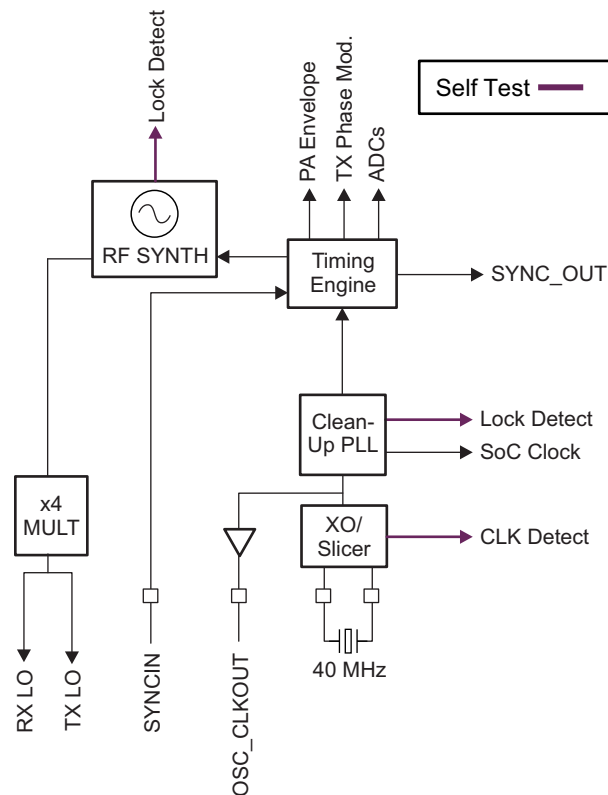 Lock Detect
PA Envelope
TX Phase Mod.
ADCs
Self Test
RF SYNTH
Timing
Engine
SYNC_OUT
Clean-
Up PLL
Lock Detect
SoC Clock
x4
MULT
XO/
Slicer
CLK Detect
40 MHz
RX LO
TX LO
SYNCIN
OSC_CLKOUT